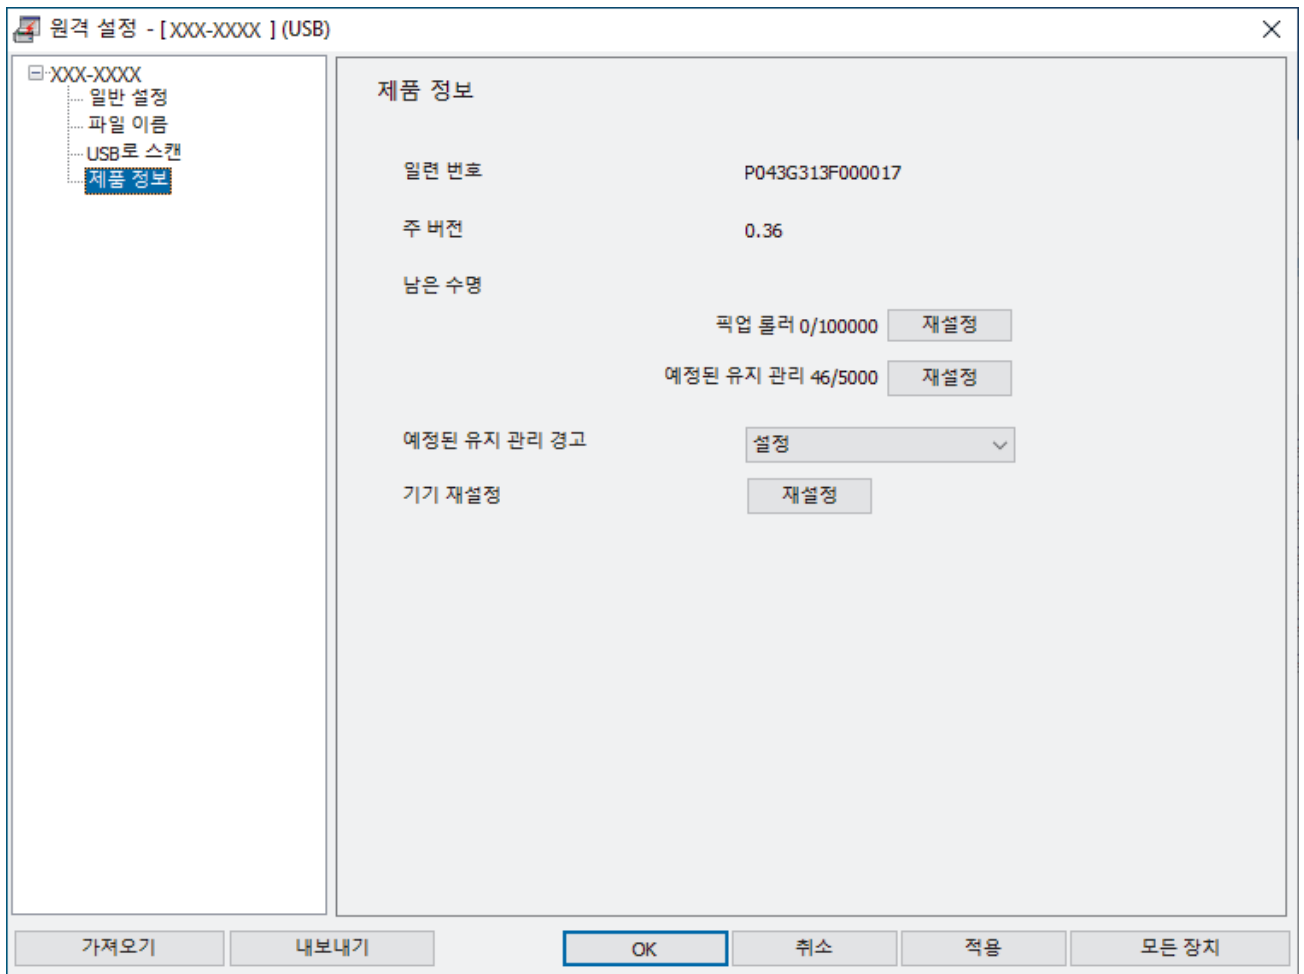 원격 설정 - [ XXX-XXXX ] (USB)
XXX-XXXX
일반 설정
파일 이름
USB로 스캔
제품 정보
제품 정보
일련 번호 P043G313F000017
주 버전 0.36
남은 수명
픽업 롤러 0/100000 재설정
예정된 유지 관리 46/5000 재설정
예정된 유지 관리 경고 설정
기기 재설정 재설정
가져오기 내보내기 OK 취소 적용 모든 장치